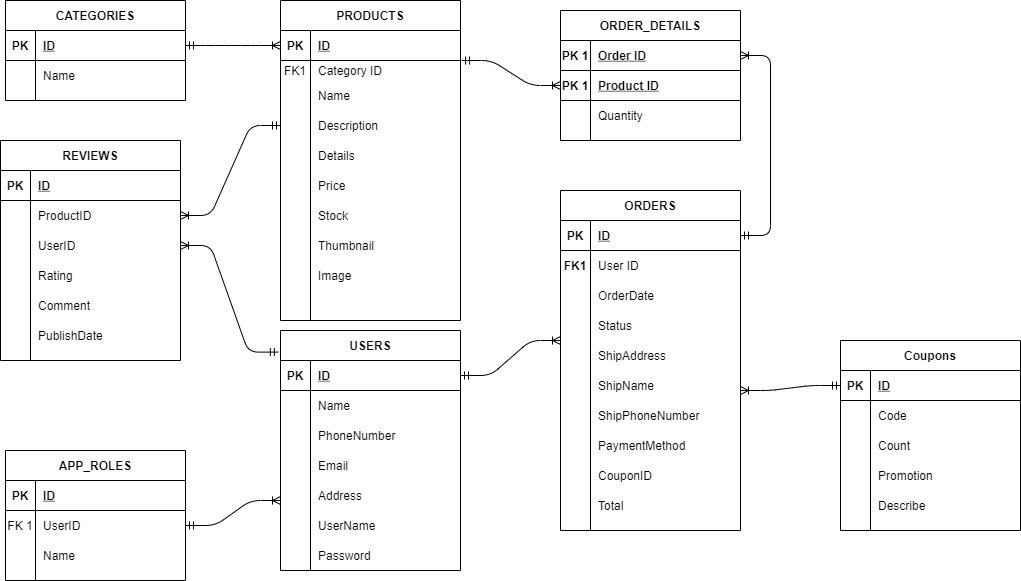 CATEGORIES
PK ID
Name
PRODUCTS
PK ID
FK1 Category ID
Name
Description
Details
Price
Stock
Thumbnail
Image
ORDER_DETAILS
PK 1 Order ID
PK 1 Product ID
Quantity
REVIEWS
PK ID
ProductID
UserID
Rating
Comment
PublishDate
ORDERS
PK ID
FK1 User ID
OrderDate
Status
ShipAddress
ShipName
ShipPhoneNumber
PaymentMethod
CouponID
Total
USERS
PK ID
Name
PhoneNumber
Email
Address
UserName
Password
Coupons
PK ID
Code
Count
Promotion
Describe
APP_ROLES
PK ID
FK 1 UserID
Name